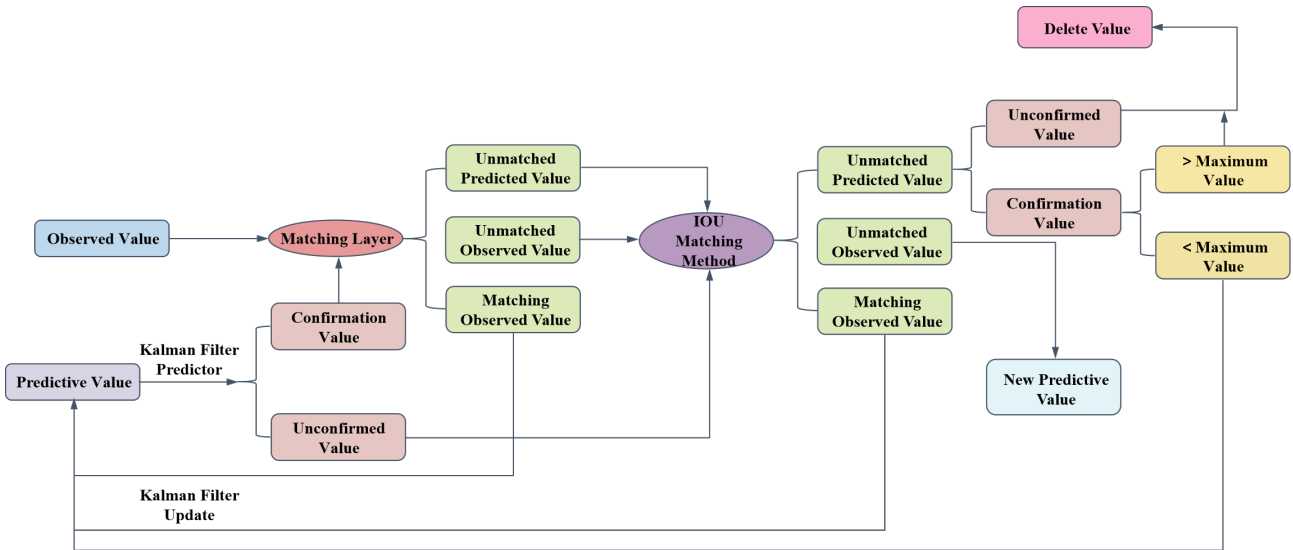 Delete Value
Unconfirmed
Value
> Maximum
Value
Unmatched
Predicted Value
Unmatched
Predicted Value
Confirmation
Value
Observed Value
Matching Layer
Unmatched
Observed Value
IOU
Matching
Method
Unmatched
Observed Value
< Maximum
Value
Matching
Observed Value
Matching
Observed Value
Confirmation
Value
Kalman Filter
Predictor
Predictive Value
New Predictive
Value
Unconfirmed
Value
Kalman Filter
Update